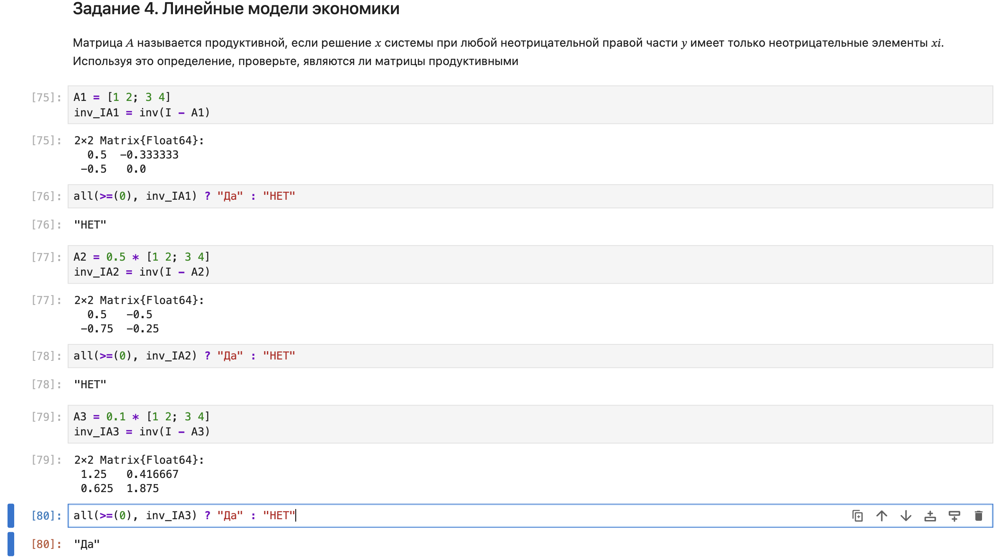 Задание 4. Линейные модели экономики
Матрица A называется продуктивной, если решение x системы при любой неотрицательной правой части y имеет только неотрицательные элементы xi.
Используя это определение, проверьте, являются ли матрицы продуктивными
[75]: A1 = [1 2; 3 4]
inv_IA1 = inv(I - A1)
[75]: 2×2 Matrix{Float64}:
0.5 -0.333333
-0.5 0.0
[76]: all(>=(0), inv_IA1) ? "Да" : "НЕТ"
[76]: "НЕТ"
[77]: A2 = 0.5 * [1 2; 3 4]
inv_IA2 = inv(I - A2)
[77]: 2×2 Matrix{Float64}:
0.5 -0.5
-0.75 -0.25
[78]: all(>=(0), inv_IA2) ? "Да" : "НЕТ"
[78]: "НЕТ"
[79]: A3 = 0.1 * [1 2; 3 4]
inv_IA3 = inv(I - A3)
[79]: 2×2 Matrix{Float64}:
1.25 0.416667
0.625 1.875
[80]: all(>=(0), inv_IA3) ? "Да" : "НЕТ"
[80]: "Да"